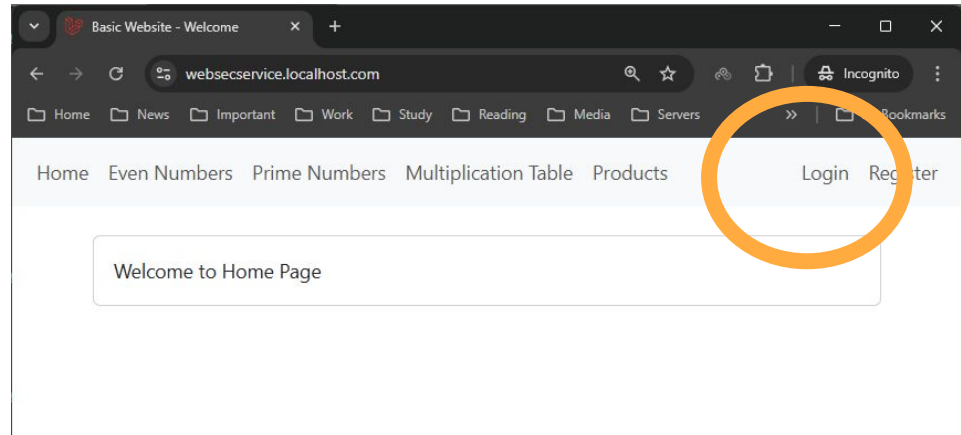 Basic Website - Welcome
websecservice.localhost.com
Incognito
Home News Important Work Study Reading Media Servers » Bookmarks
Home Even Numbers Prime Numbers Multiplication Table Products Login Register
Welcome to Home Page